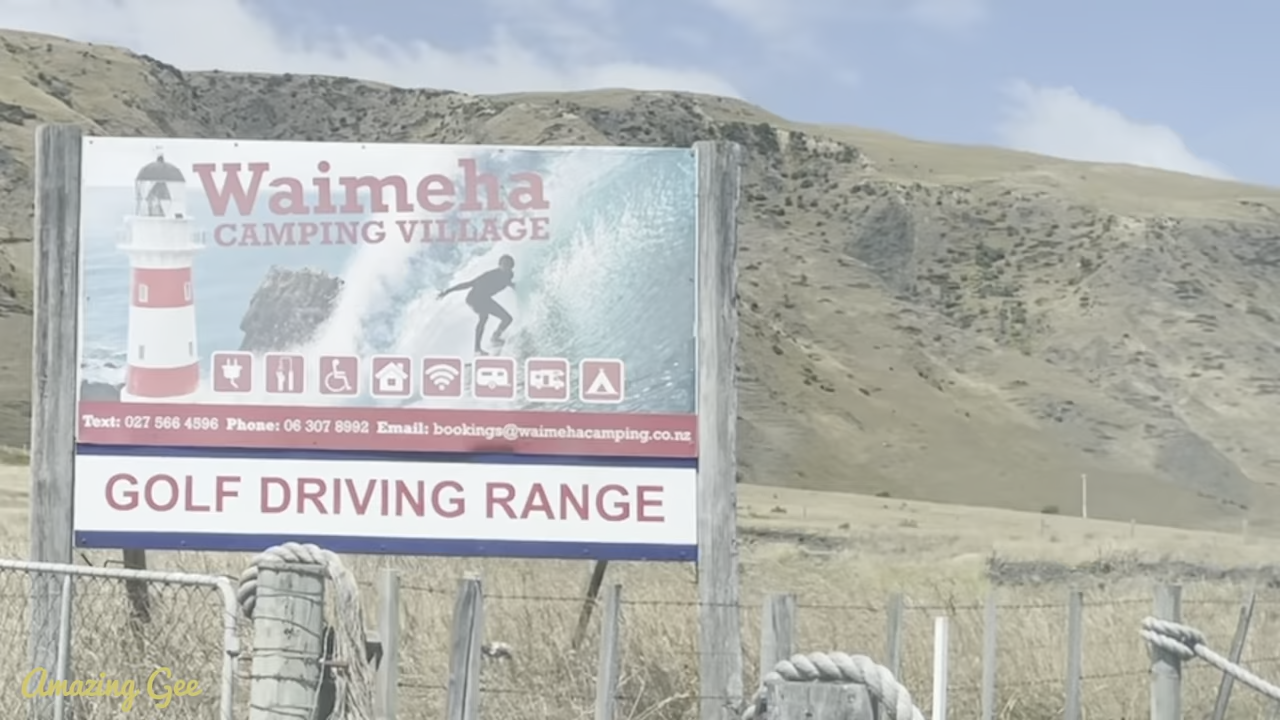 Waimeha
CAMPING VILLAGE
Text: 027 566 4596 Phone: 06 307 8992 Email: bookings@waimehacamping.co.nz
GOLF DRIVING RANGE
Amazing Gee